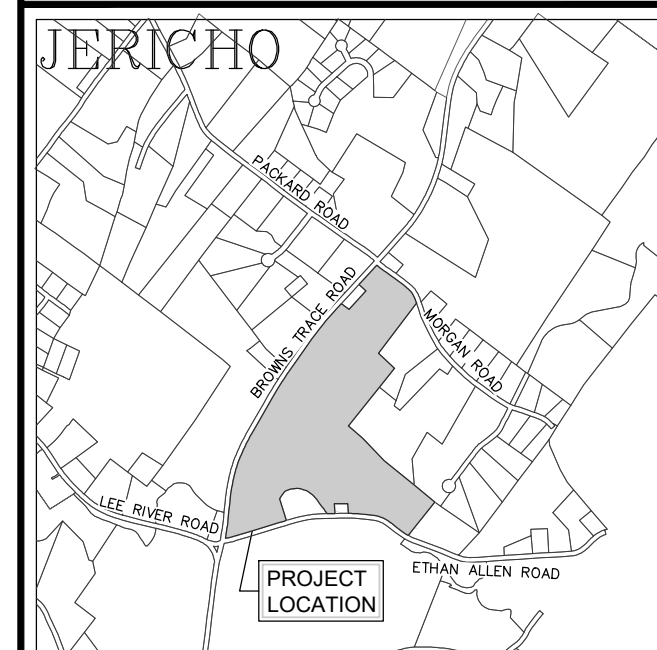 JERICHO
PACKARD ROAD
BROWNS TRACE ROAD
MORGAN ROAD
LEE RIVER ROAD
ETHAN ALLEN ROAD
PROJECT
LOCATION